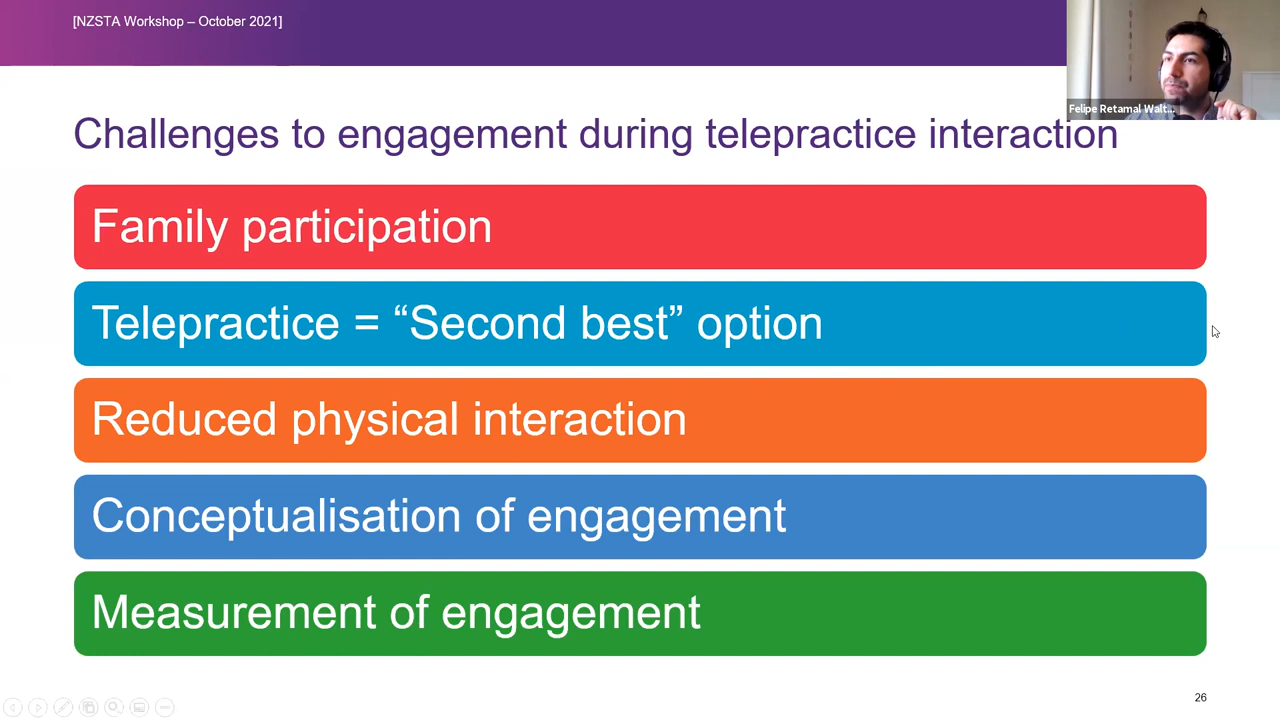 [NZSTA Workshop – October 2021]
Felipe Retamal Walt...
Challenges to engagement during telepractice interaction
Family participation
Telepractice = “Second best” option
Reduced physical interaction
Conceptualisation of engagement
Measurement of engagement
26